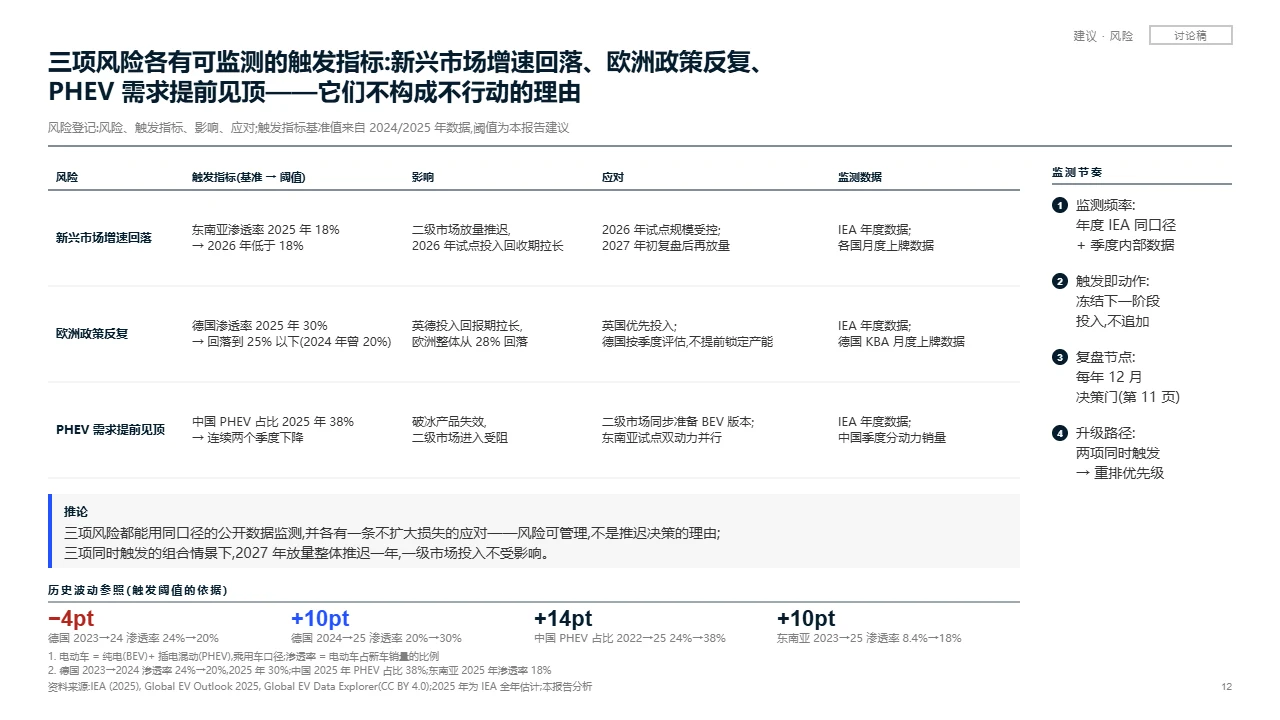 建议 · 风险
讨论稿
三项风险各有可监测的触发指标:新兴市场增速回落、欧洲政策反复、
PHEV 需求提前见顶——它们不构成不行动的理由
风险登记:风险、触发指标、影响、应对;触发指标基准值来自 2024/2025 年数据,阈值为本报告建议
风险
触发指标(基准 → 阈值)
影响
应对
监测数据
新兴市场增速回落
东南亚渗透率 2025 年 18%
→ 2026 年低于 18%
二级市场放量推迟,
2026 年试点投入回收期拉长
2026 年试点规模受控;
2027 年初复盘后再放量
IEA 年度数据;
各国月度上牌数据
欧洲政策反复
德国渗透率 2025 年 30%
→ 回落到 25% 以下(2024 年曾 20%)
英德投入回报期拉长,
欧洲整体从 28% 回落
英国优先投入;
德国按季度评估,不提前锁定产能
IEA 年度数据;
德国 KBA 月度上牌数据
PHEV 需求提前见顶
中国 PHEV 占比 2025 年 38%
→ 连续两个季度下降
破冰产品失效,
二级市场进入受阻
二级市场同步准备 BEV 版本;
东南亚试点双动力并行
IEA 年度数据;
中国季度分动力销量
监测节奏
1 监测频率:
年度 IEA 同口径
+ 季度内部数据
2 触发即动作:
冻结下一阶段
投入,不追加
3 复盘节点:
每年 12 月
决策门(第 11 页)
4 升级路径:
两项同时触发
→ 重排优先级
推论
三项风险都能用同口径的公开数据监测,并各有一条不扩大损失的应对——风险可管理,不是推迟决策的理由;
三项同时触发的组合情景下,2027 年放量整体推迟一年,一级市场投入不受影响。
历史波动参照(触发阈值的依据)
−4pt
德国 2023→24 渗透率 24%→20%
+10pt
德国 2024→25 渗透率 20%→30%
+14pt
中国 PHEV 占比 2022→25 24%→38%
+10pt
东南亚 2023→25 渗透率 8.4%→18%
1. 电动车 = 纯电(BEV)+ 插电混动(PHEV),乘用车口径;渗透率 = 电动车占新车销量的比例
2. 德国 2023→2024 渗透率 24%→20%,2025 年 30%;中国 2025 年 PHEV 占比 38%;东南亚 2025 年渗透率 18%
资料来源:IEA (2025), Global EV Outlook 2025, Global EV Data Explorer(CC BY 4.0);2025 年为 IEA 全年估计;本报告分析
12